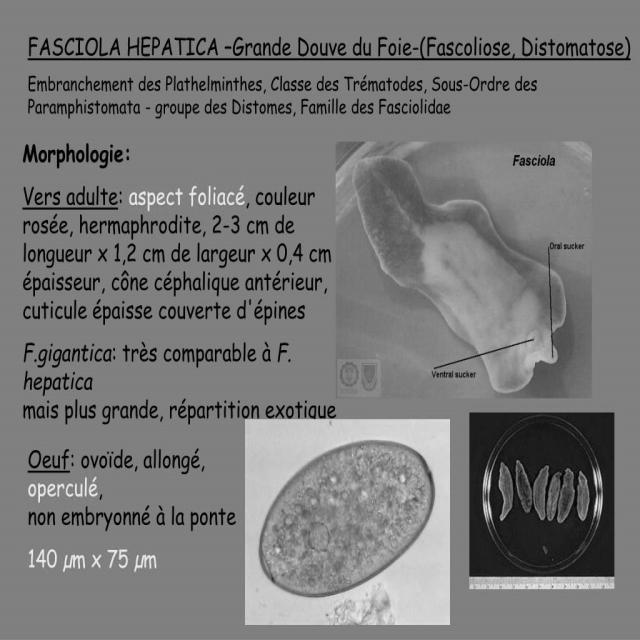 FASCIOLA HEPATICA –Grande Douve du Foie-(Fascoliose, Distomatose)
Embranchement des Plathelminthes, Classe des Trématodes, Sous-Ordre des
Paramphistomata - groupe des Distomes, Famille des Fasciolidae
Morphologie:
Vers adulte: aspect foliacé, couleur
rosée, hermaphrodite, 2-3 cm de
longueur x 1,2 cm de largeur x 0,4 cm
épaisseur, cône céphalique antérieur,
cuticule épaisse couverte d'épines
F.gigantica: très comparable à F.
hepatica
mais plus grande, répartition exotique
Oeuf: ovoïde, allongé,
operculé,
non embryonné à la ponte
140 µm x 75 µm
Fasciola
Oral sucker
Ventral sucker